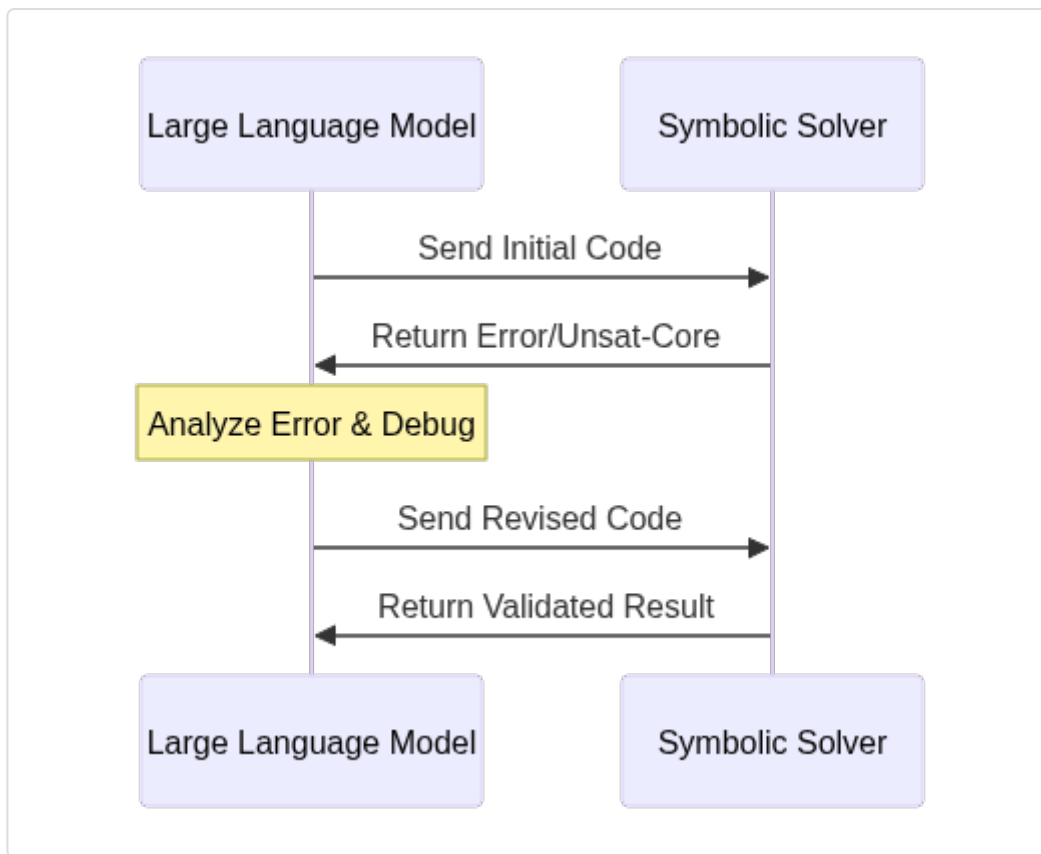 Large Language Model
Symbolic Solver
Send Initial Code
Return Error/Unsat-Core
Analyze Error & Debug
Send Revised Code
Return Validated Result
Large Language Model
Symbolic Solver